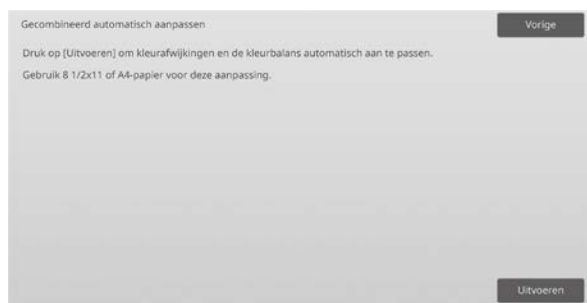 Gecombineerd automatisch aanpassen
Vorige
Druk op [Uitvoeren] om kleurafwijkingen en de kleurbalans automatisch aan te passen.
Gebruik 8 1/2x11 of A4-papier voor deze aanpassing.
Uitvoeren